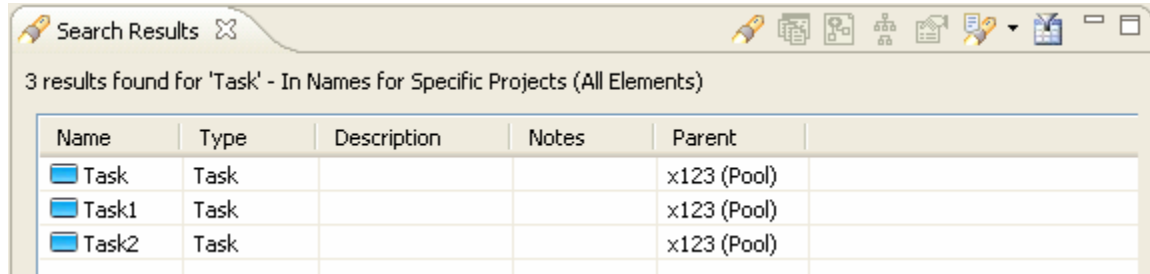 Search Results
3 results found for 'Task' - In Names for Specific Projects (All Elements)
Name Type Description Notes Parent
Task Task x123 (Pool)
Task1 Task x123 (Pool)
Task2 Task x123 (Pool)